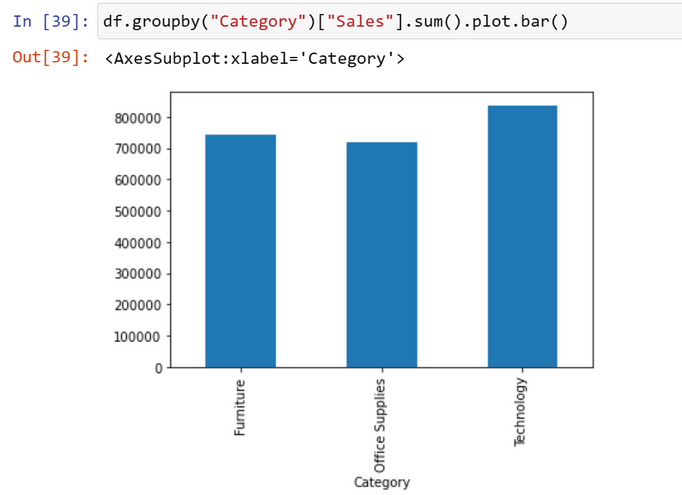 In [39]: df.groupby("Category")["Sales"].sum().plot.bar()
Out[39]: <AxesSubplot:xlabel='Category'>
800000
700000
600000
500000
400000
300000
200000
100000
0
Furniture
Office Supplies
Technology
Category